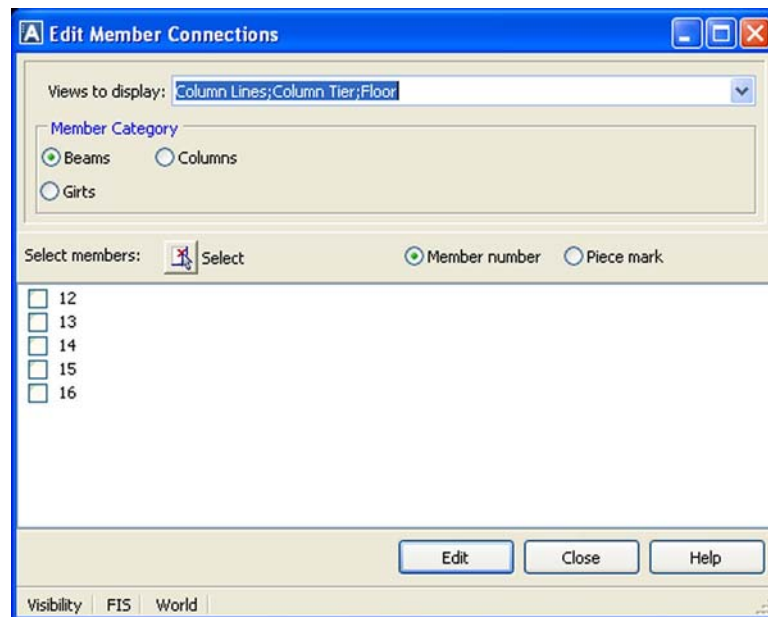 Edit Member Connections
Views to display: Column Lines;Column Tier;Floor
Member Category
Beams Columns
Girts
Select members: Select Member number Piece mark
12
13
14
15
16
Edit Close Help
Visibility FIS World